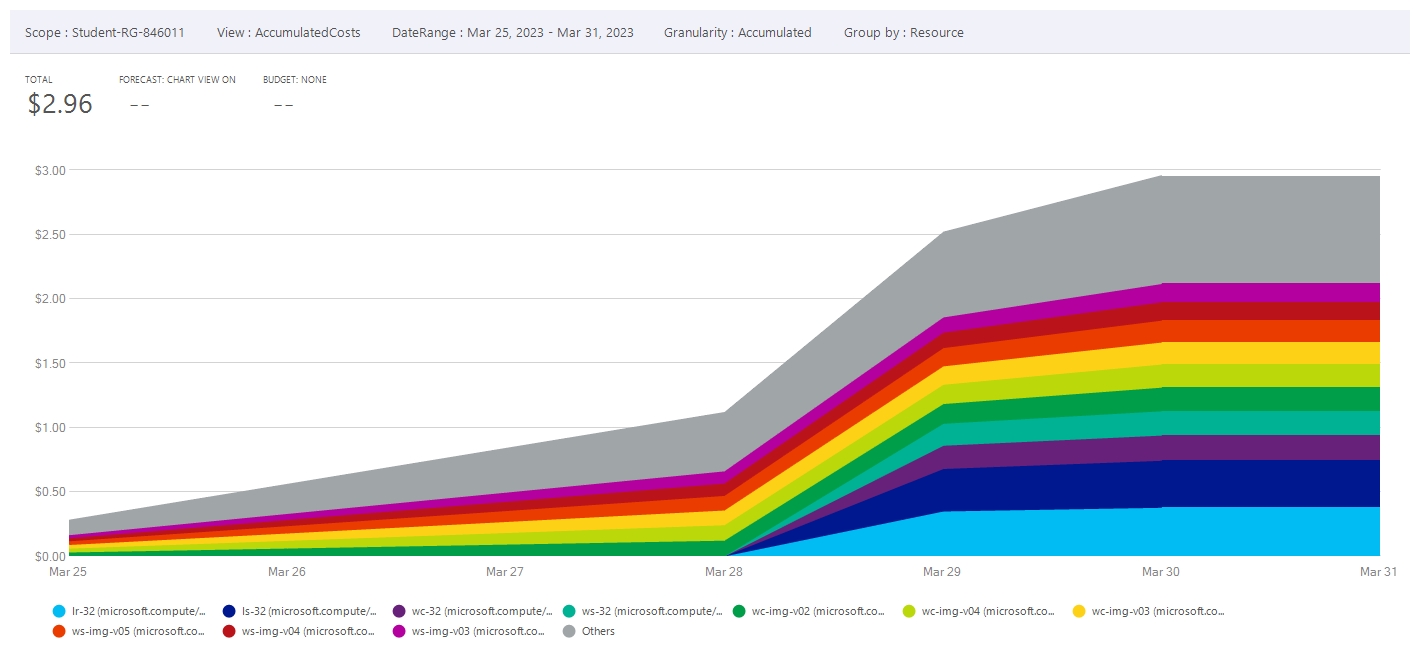 Scope : Student-RG-846011 View : AccumulatedCosts DateRange : Mar 25, 2023 - Mar 31, 2023 Granularity : Accumulated Group by : Resource
TOTAL FORECAST: CHART VIEW ON BUDGET: NONE
$2.96 -- --
$3.00
$2.50
$2.00
$1.50
$1.00
$0.50
$0.00
Mar 25 Mar 26 Mar 27 Mar 28 Mar 29 Mar 30 Mar 31
lr-32 (microsoft.compute/... ls-32 (microsoft.compute/... wc-32 (microsoft.compute/... ws-32 (microsoft.compute/... wc-img-v02 (microsoft.co... wc-img-v04 (microsoft.co... wc-img-v03 (microsoft.co...
ws-img-v05 (microsoft.co... ws-img-v04 (microsoft.co... ws-img-v03 (microsoft.co... Others